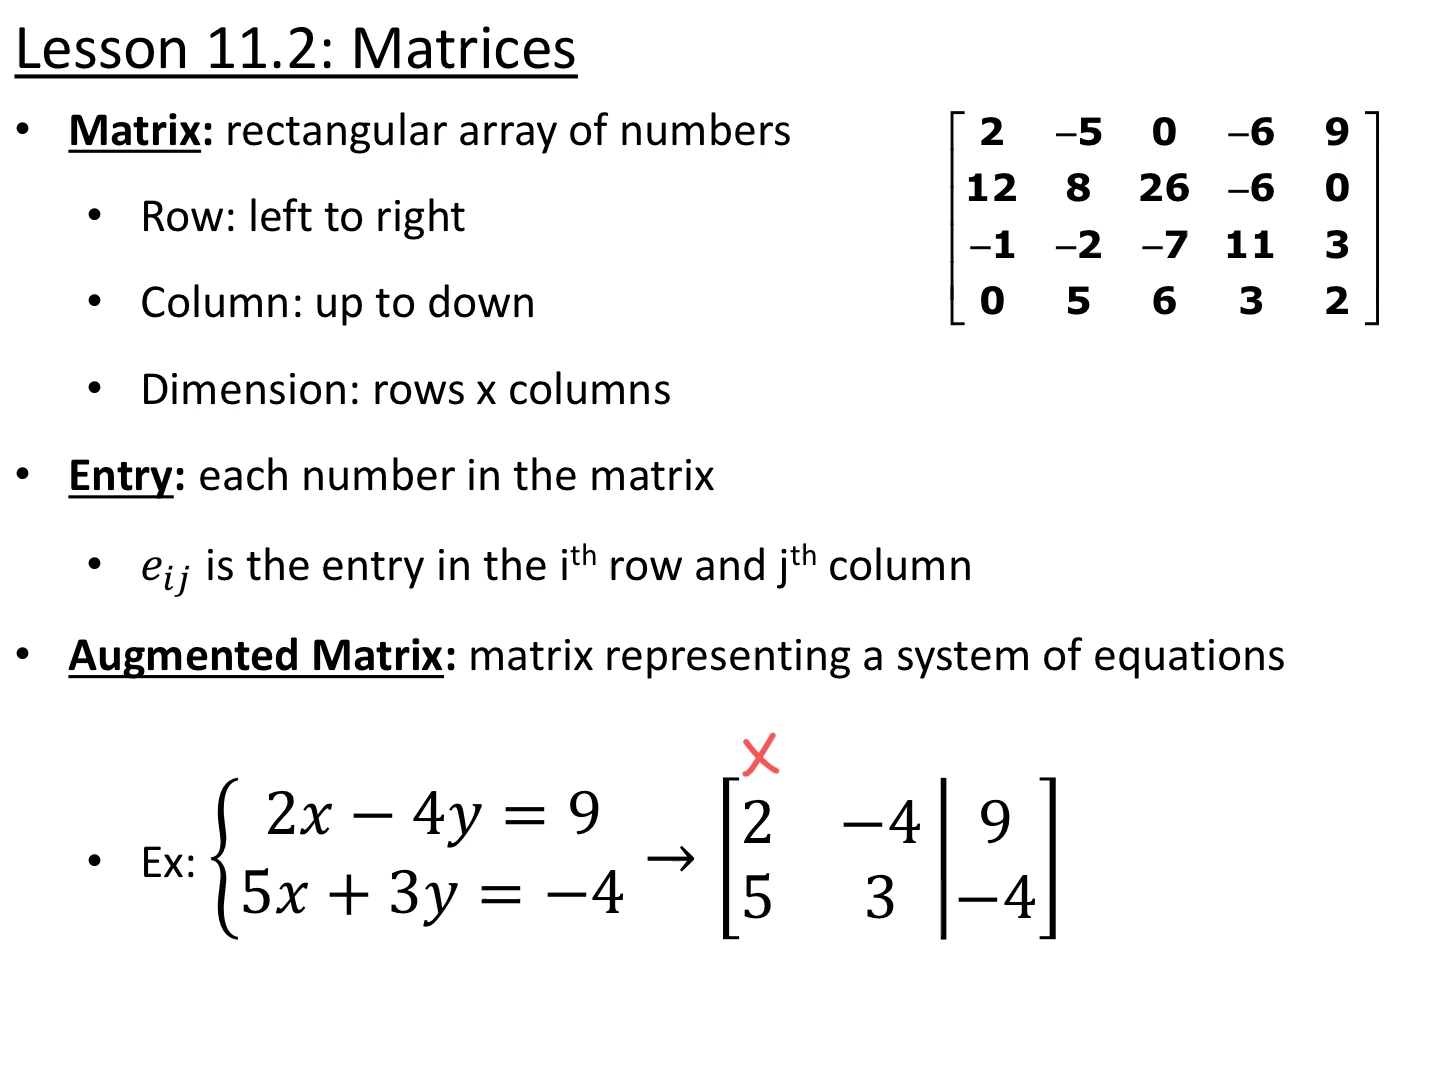 Lesson 11.2: Matrices
• Matrix: rectangular array of numbers
• Row: left to right
• Column: up to down
• Dimension: rows x columns
2 –5 0 –6 9
12 8 26 –6 0
–1 –2 –7 11 3
0 5 6 3 2
• Entry: each number in the matrix
• e_ij is the entry in the i^th row and j^th column
• Augmented Matrix: matrix representing a system of equations
x
• Ex: { 2x − 4y = 9
5x + 3y = −4
→ [ 2 −4 | 9
5 3 | −4 ]